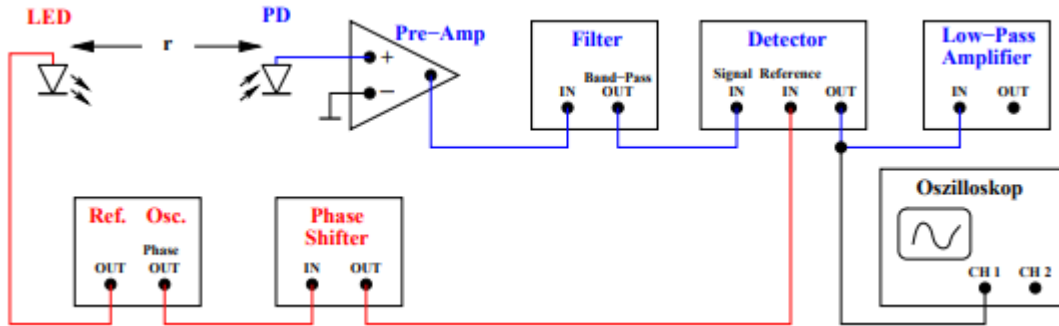 LED
r
PD
Pre-Amp
+
-
Filter
Band-Pass
IN OUT
Detector
Signal Reference
IN IN OUT
Low-Pass
Amplifier
IN OUT
Ref. Osc.
Phase
OUT OUT
Phase
Shifter
IN OUT
Oszilloskop
CH 1 CH 2